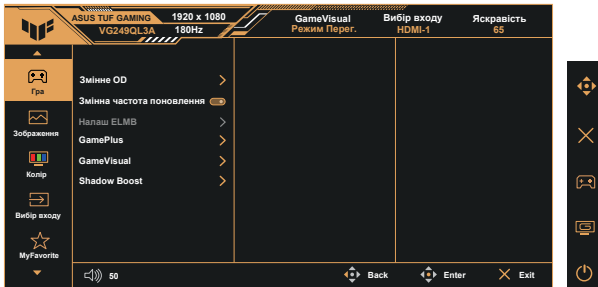 ASUS TUF GAMING
VG249QL3A
1920 x 1080
180Hz
GameVisual
Режим Перег.
Вибір входу
HDMI-1
Яскравість
65
Гра
Зображення
Колір
Вибір входу
MyFavorite
Змінне OD
Змінна частота поновлення
Налаш ELMB
GamePlus
GameVisual
Shadow Boost
50
Back
Enter
Exit